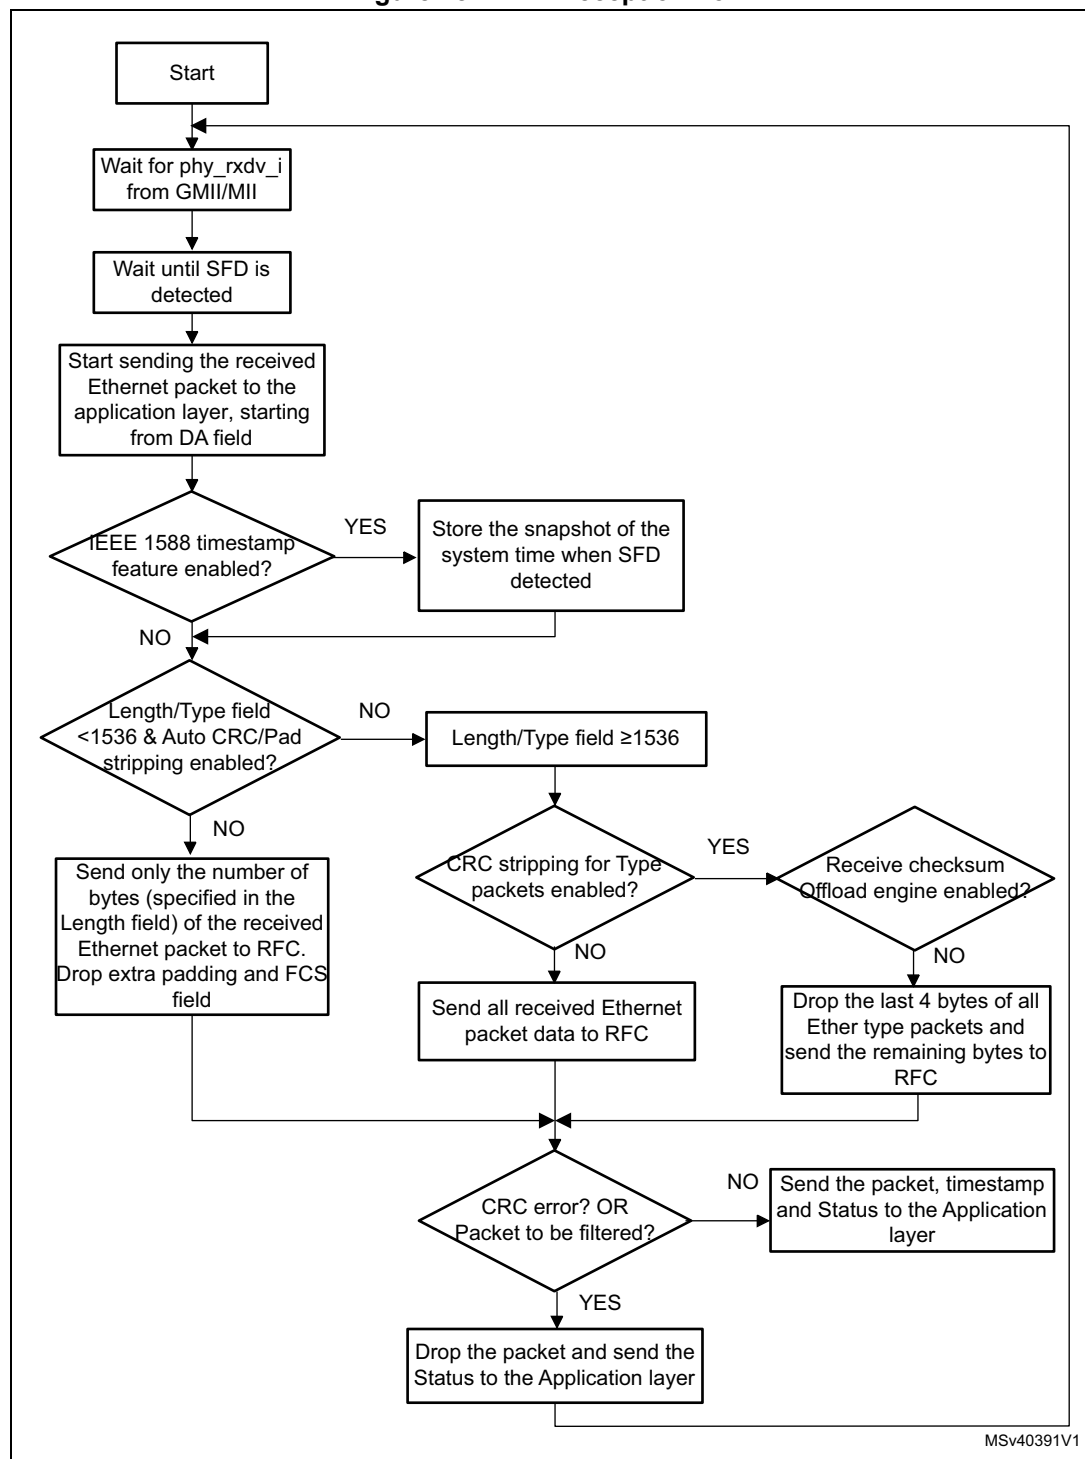 Start
Wait for phy_rxdv_i
from GMII/MII
Wait until SFD is
detected
Start sending the received
Ethernet packet to the
application layer, starting
from DA field
IEEE 1588 timestamp
feature enabled?
YES
Store the snapshot of the
system time when SFD
detected
NO
Length/Type field
<1536 & Auto CRC/Pad
stripping enabled?
NO
Length/Type field ≥1536
NO
Send only the number of
bytes (specified in the
Length field) of the received
Ethernet packet to RFC.
Drop extra padding and FCS
field
CRC stripping for Type
packets enabled?
YES
Receive checksum
Offload engine enabled?
NO
Send all received Ethernet
packet data to RFC
NO
Drop the last 4 bytes of all
Ether type packets and
send the remaining bytes to
RFC
CRC error? OR
Packet to be filtered?
NO
Send the packet, timestamp
and Status to the Application
layer
YES
Drop the packet and send the
Status to the Application layer
MSv40391V1